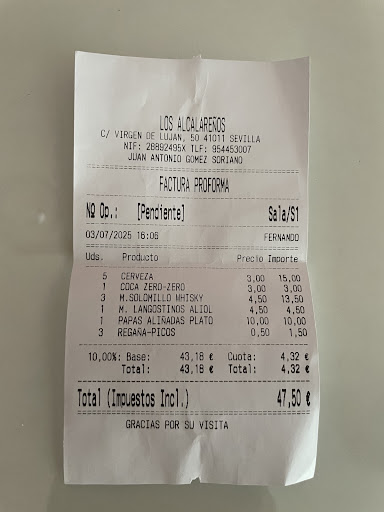 LOS ALCALAREÑOS
C/ VIRGEN DE LUJAN, 50 41011 SEVILLA
NIF: 28892495X TLF: 954453007
JUAN ANTONIO GOMEZ SORIANO
FACTURA PROFORMA
Nº Op.: [Pendiente] Sala/S1
03/07/2025 16:06 FERNANDO
Uds. Producto Precio Importe
5 CERVEZA 3,00 15,00
1 COCA ZERO-ZERO 3,00 3,00
3 M.SOLOMILLO WHISKY 4,50 13,50
1 M. LANGOSTINOS ALIOL 4,50 4,50
1 PAPAS ALIÑADAS PLATO 10,00 10,00
3 REGAÑA-PICOS 0,50 1,50
10,00%: Base: 43,18 € Cuota: 4,32 €
Total: 43,18 € Total: 4,32 €
Total (Impuestos Incl.) 47,50 €
GRACIAS POR SU VISITA